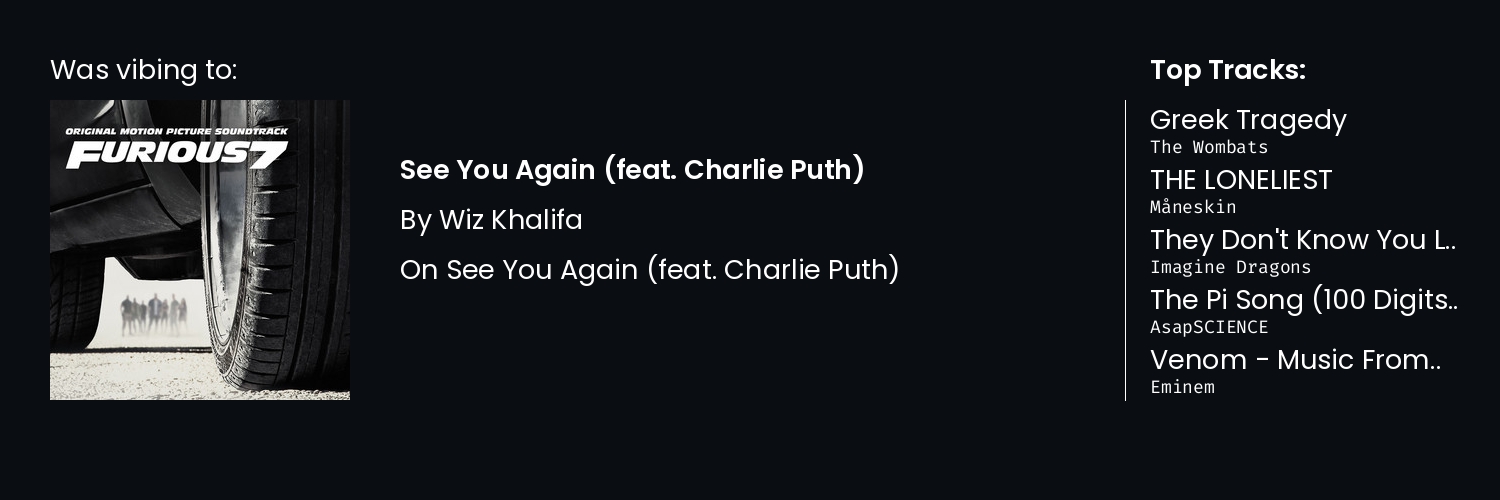 Was vibing to:
ORIGINAL MOTION PICTURE SOUNDTRACK
FURIOUS 7
See You Again (feat. Charlie Puth)
By Wiz Khalifa
On See You Again (feat. Charlie Puth)
Top Tracks:
Greek Tragedy
The Wombats
THE LONELIEST
Måneskin
They Don't Know You L..
Imagine Dragons
The Pi Song (100 Digits..
AsapSCIENCE
Venom - Music From..
Eminem